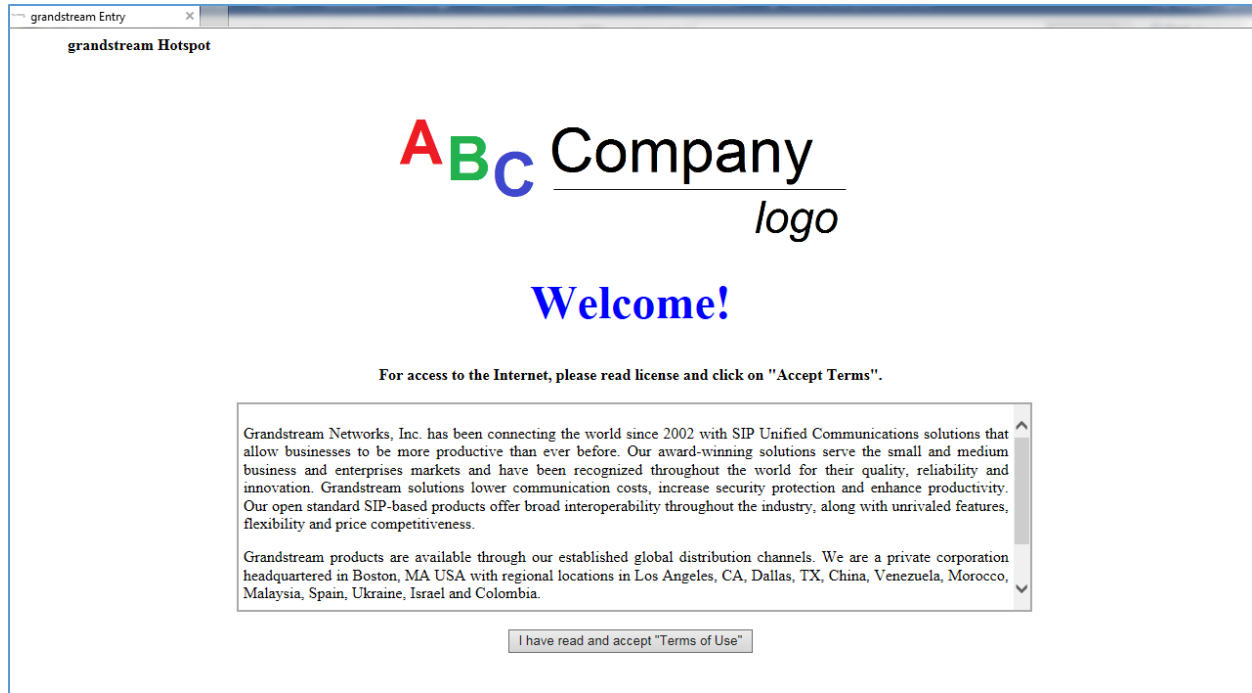 grandstream Entry
grandstream Hotspot
ABC Company
logo
Welcome!
For access to the Internet, please read license and click on "Accept Terms".
Grandstream Networks, Inc. has been connecting the world since 2002 with SIP Unified Communications solutions that
allow businesses to be more productive than ever before. Our award-winning solutions serve the small and medium
business and enterprises markets and have been recognized throughout the world for their quality, reliability and
innovation. Grandstream solutions lower communication costs, increase security protection and enhance productivity.
Our open standard SIP-based products offer broad interoperability throughout the industry, along with unrivaled features,
flexibility and price competitiveness.
Grandstream products are available through our established global distribution channels. We are a private corporation
headquartered in Boston, MA USA with regional locations in Los Angeles, CA, Dallas, TX, China, Venezuela, Morocco,
Malaysia, Spain, Ukraine, Israel and Colombia.
I have read and accept "Terms of Use"